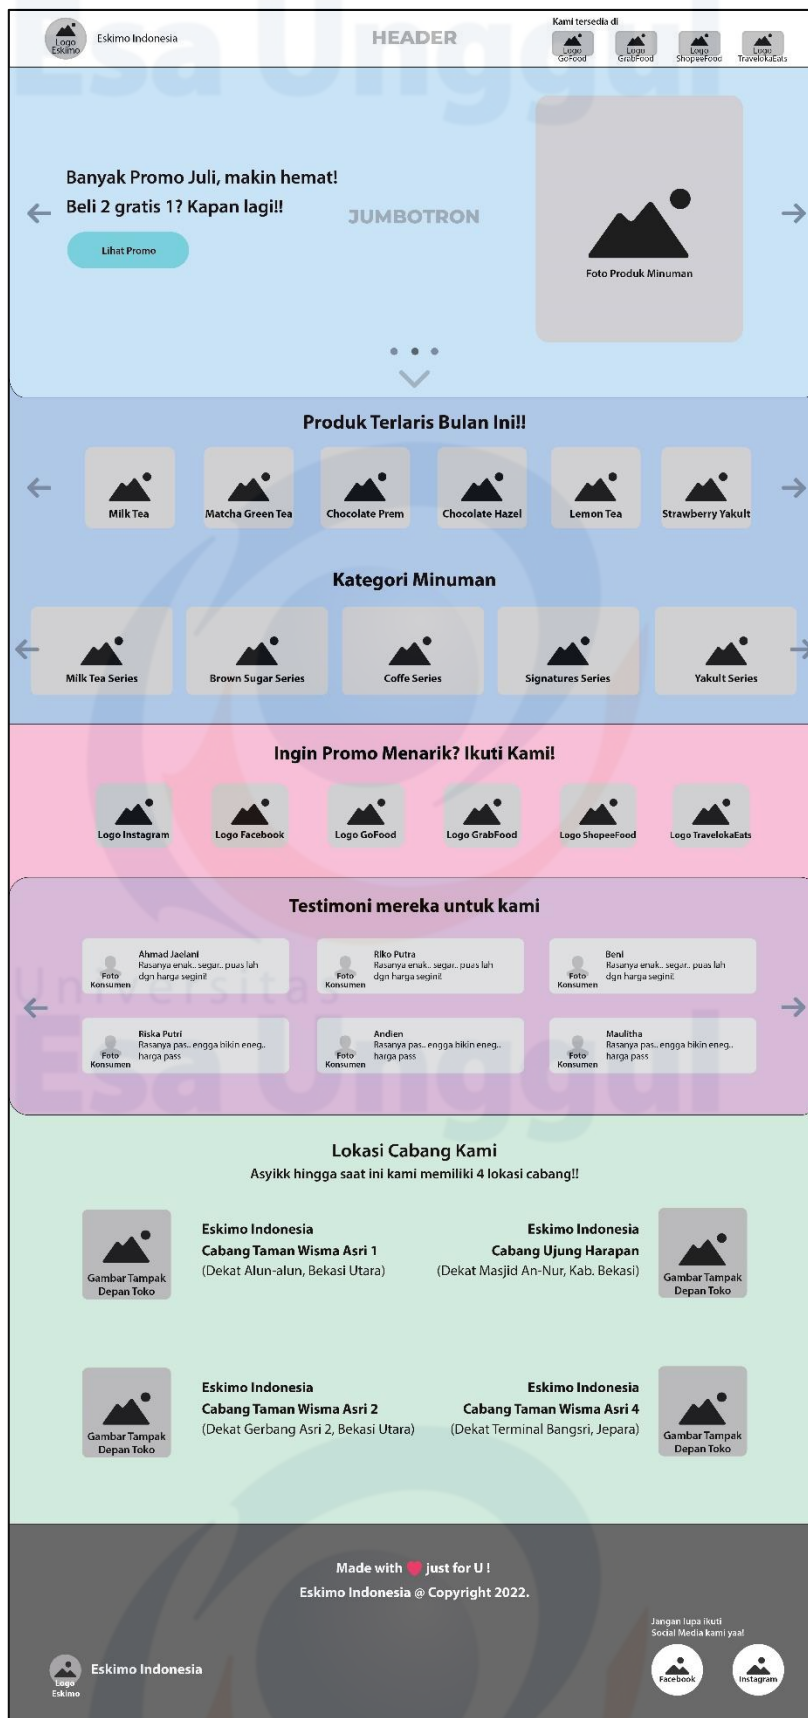 Esa Unggul
Logo
Eskimo
Eskimo Indonesia
HEADER
Kami tersedia di
Logo
GoFood
Logo
GrabFood
Logo
ShopeeFood
Logo
TravelokaEats
Banyak Promo Juli, makin hemat!
Beli 2 gratis 1? Kapan lagi!!
Lihat Promo
JUMBOTRON
Foto Produk Minuman
Produk Terlaris Bulan Ini!!
Milk Tea
Matcha Green Tea
Chocolate Prem
Chocolate Hazel
Lemon Tea
Strawberry Yakult
Kategori Minuman
Milk Tea Series
Brown Sugar Series
Coffe Series
Signatures Series
Yakult Series
Ingin Promo Menarik? Ikuti Kami!
Logo Instagram
Logo Facebook
Logo GoFood
Logo GrabFood
Logo ShopeeFood
Logo TravelokaEats
Testimoni mereka untuk kami
Foto
Konsumen
Ahmad Jaelani
Rasanya enak.. segar.. puas lah
dgn harga segini!
Foto
Konsumen
Riko Putra
Rasanya enak.. segar.. puas lah
dgn harga segini!
Foto
Konsumen
Beni
Rasanya enak.. segar.. puas lah
dgn harga segini!
Universitas
Esa Unggul
Foto
Konsumen
Riska Putri
Rasanya pas.. engga bikin eneg..
harga pass
Foto
Konsumen
Andien
Rasanya pas.. engga bikin eneg..
harga pass
Foto
Konsumen
Maulitha
Rasanya pas.. engga bikin eneg..
harga pass
Lokasi Cabang Kami
Asyikk hingga saat ini kami memiliki 4 lokasi cabang!!
Gambar Tampak
Depan Toko
Eskimo Indonesia
Cabang Taman Wisma Asri 1
(Dekat Alun-alun, Bekasi Utara)
Eskimo Indonesia
Cabang Ujung Harapan
(Dekat Masjid An-Nur, Kab. Bekasi)
Gambar Tampak
Depan Toko
Gambar Tampak
Depan Toko
Eskimo Indonesia
Cabang Taman Wisma Asri 2
(Dekat Gerbang Asri 2, Bekasi Utara)
Eskimo Indonesia
Cabang Taman Wisma Asri 4
(Dekat Terminal Bangsri, Jepara)
Gambar Tampak
Depan Toko
Made with ❤ just for U !
Eskimo Indonesia @ Copyright 2022.
Logo
Eskimo
Eskimo Indonesia
Jangan lupa ikuti
Social Media kami yaa!
Facebook
Instagram